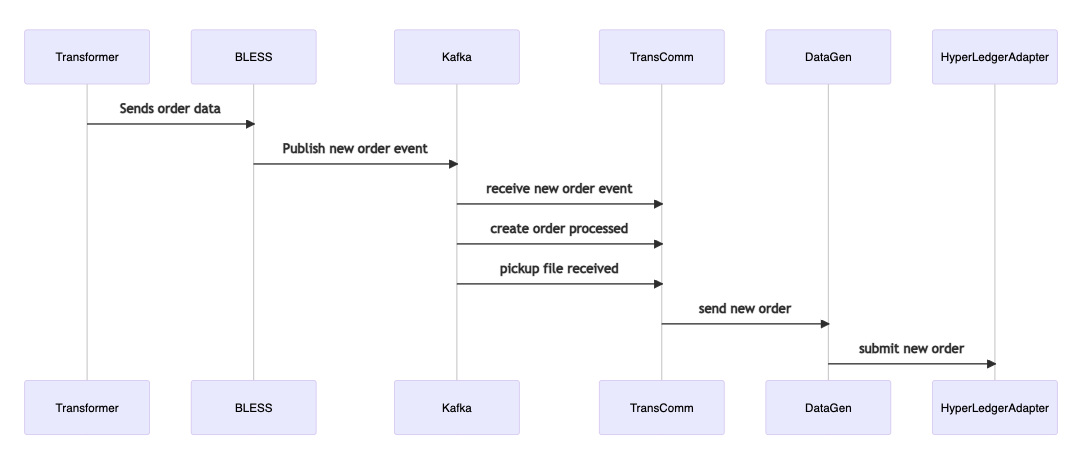 Transformer
BLESS
Kafka
TransComm
DataGen
HyperLedgerAdapter
Sends order data
Publish new order event
receive new order event
create order processed
pickup file received
send new order
submit new order
Transformer
BLESS
Kafka
TransComm
DataGen
HyperLedgerAdapter